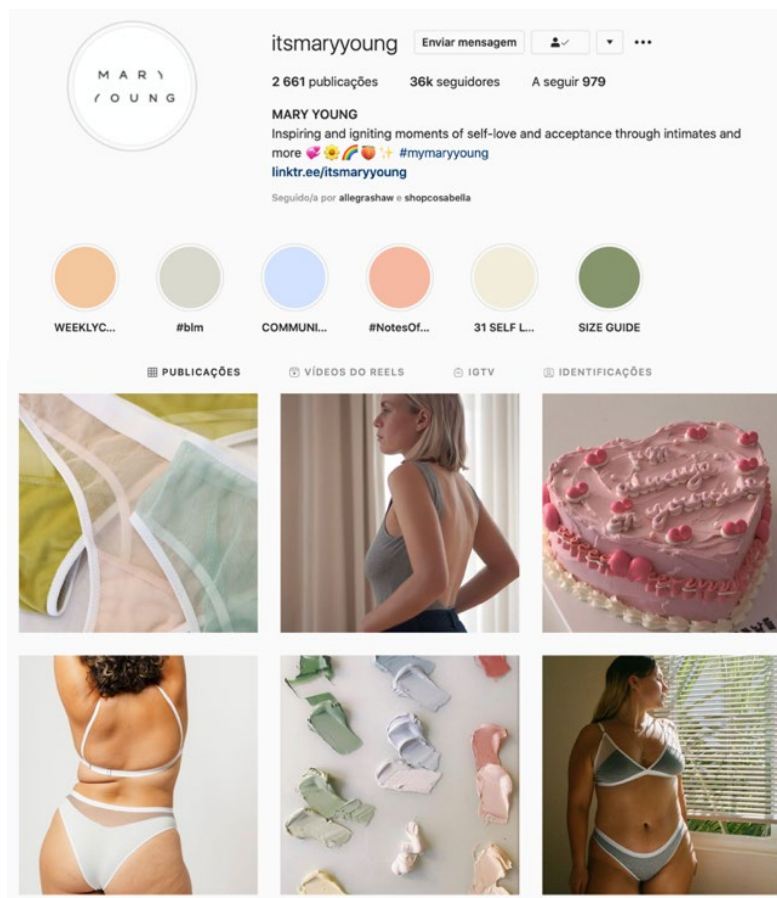 MARY
YOUNG
itsmaryyoung Enviar mensagem
2 661 publicações 36k seguidores A seguir 979
MARY YOUNG
Inspiring and igniting moments of self-love and acceptance through intimates and
more 💞🌼🌈🍑✨ #mymaryyoung
linktr.ee/itsmaryyoung
Seguido/a por allegrashaw e shopcosabella
WEEKLYC... #blm COMMUNI... #NotesOf... 31 SELF L... SIZE GUIDE
PUBLICAÇÕES VÍDEOS DO REELS IGTV IDENTIFICAÇÕES